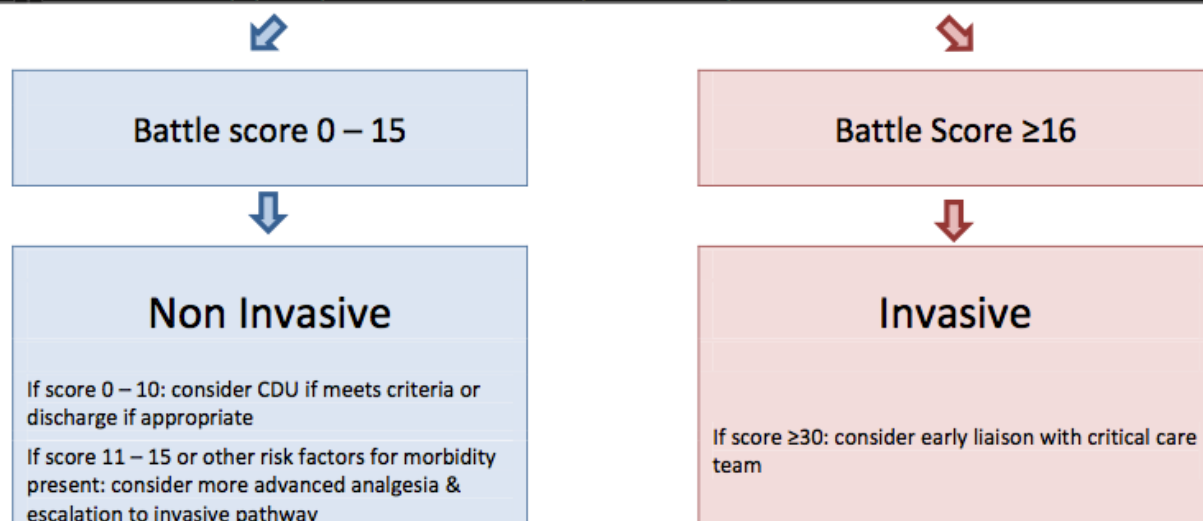 Battle score 0 – 15
Battle Score ≥16
Non Invasive
If score 0 – 10: consider CDU if meets criteria or
discharge if appropriate
If score 11 – 15 or other risk factors for morbidity
present: consider more advanced analgesia &
escalation to invasive pathway
Invasive
If score ≥30: consider early liaison with critical care
team